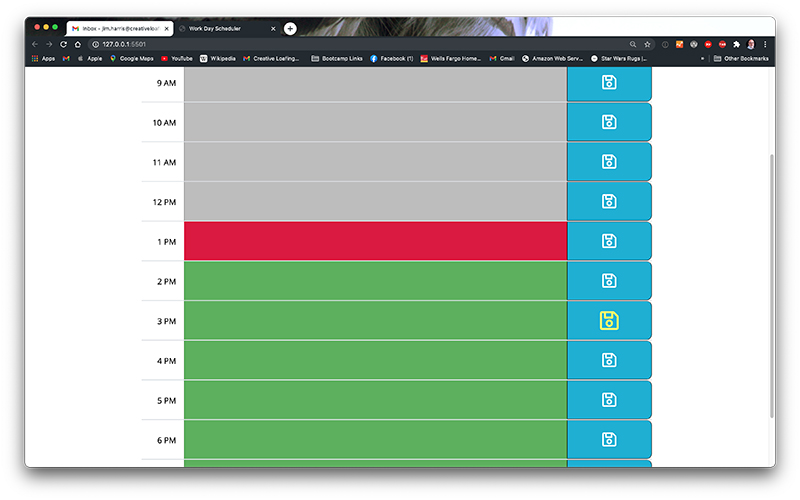 Inbox - jim.harris@creativeloaf
Work Day Scheduler
127.0.0.1:5501
Apps Apple Google Maps YouTube Wikipedia Creative Loafing... Bootcamp Links Facebook (1) Wells Fargo Home... Gmail Amazon Web Serv... Star Wars Rugs |... » Other Bookmarks
9 AM
10 AM
11 AM
12 PM
1 PM
2 PM
3 PM
4 PM
5 PM
6 PM